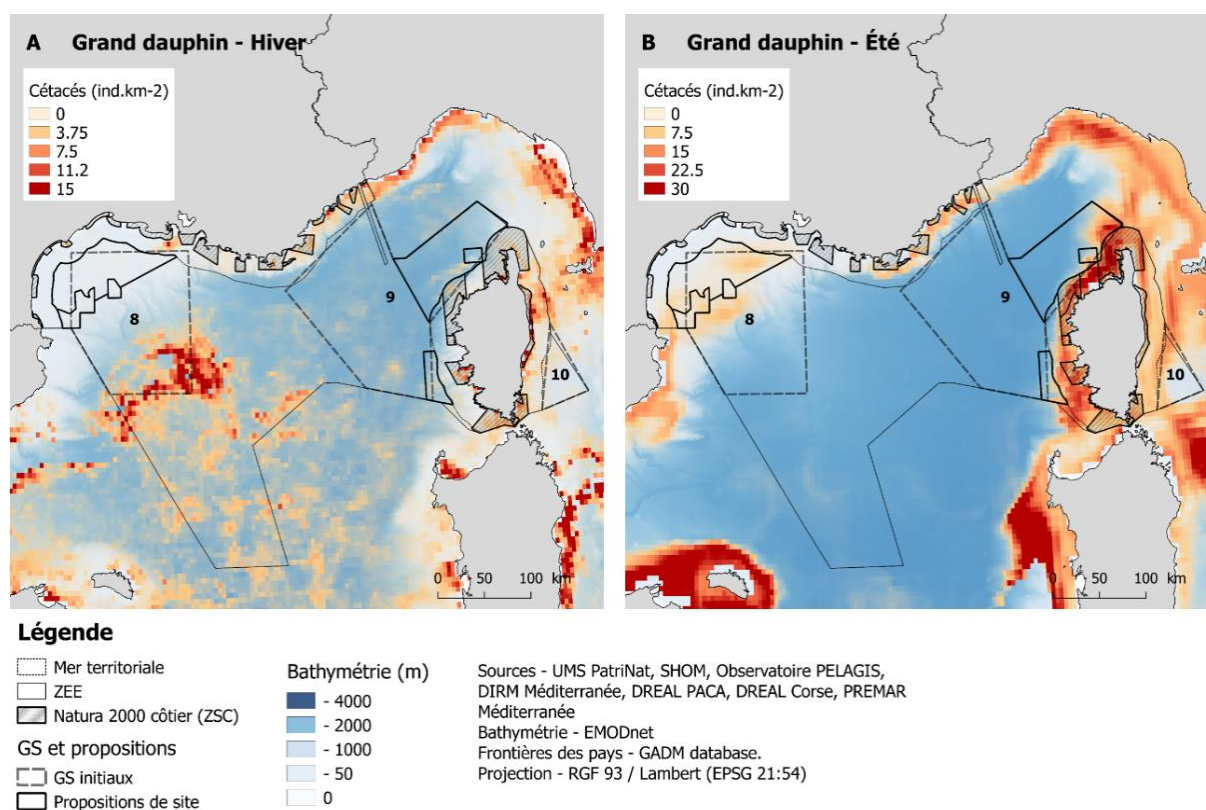 A Grand dauphin - Hiver
Cétacés (ind.km-2)
0
3.75
7.5
11.2
15
8
9
10
0 50 100 km
B Grand dauphin - Été
Cétacés (ind.km-2)
0
7.5
15
22.5
30
8
9
10
0 50 100 km
Légende
Mer territoriale
ZEE
Natura 2000 côtier (ZSC)
GS et propositions
GS initiaux
Propositions de site
Bathymétrie (m)
- 4000
- 2000
- 1000
- 50
0
Sources - UMS PatriNat, SHOM, Observatoire PELAGIS,
DIRM Méditerranée, DREAL PACA, DREAL Corse, PREMAR
Méditerranée
Bathymétrie - EMODnet
Frontières des pays - GADM database.
Projection - RGF 93 / Lambert (EPSG 21:54)